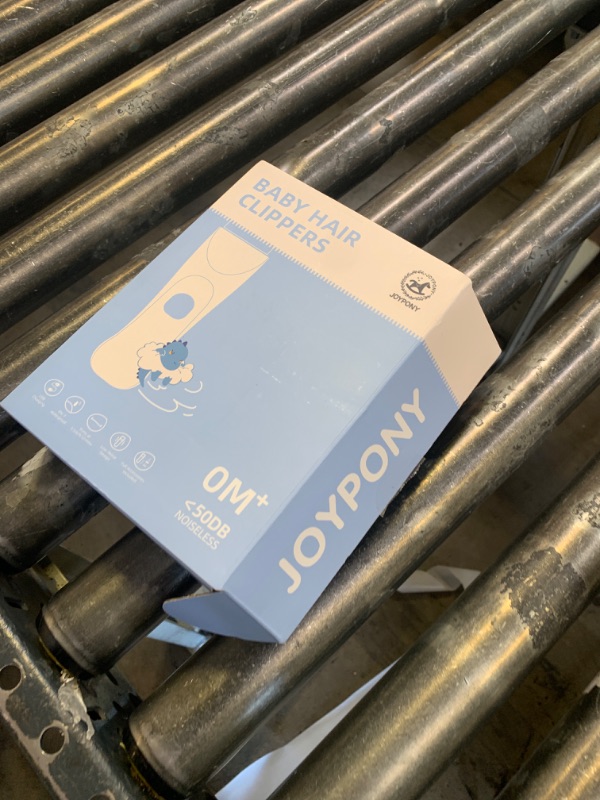 BABY HAIR
CLIPPERS
JOYPONY
JOYPONY
0M+
<50DB
NOISELESS